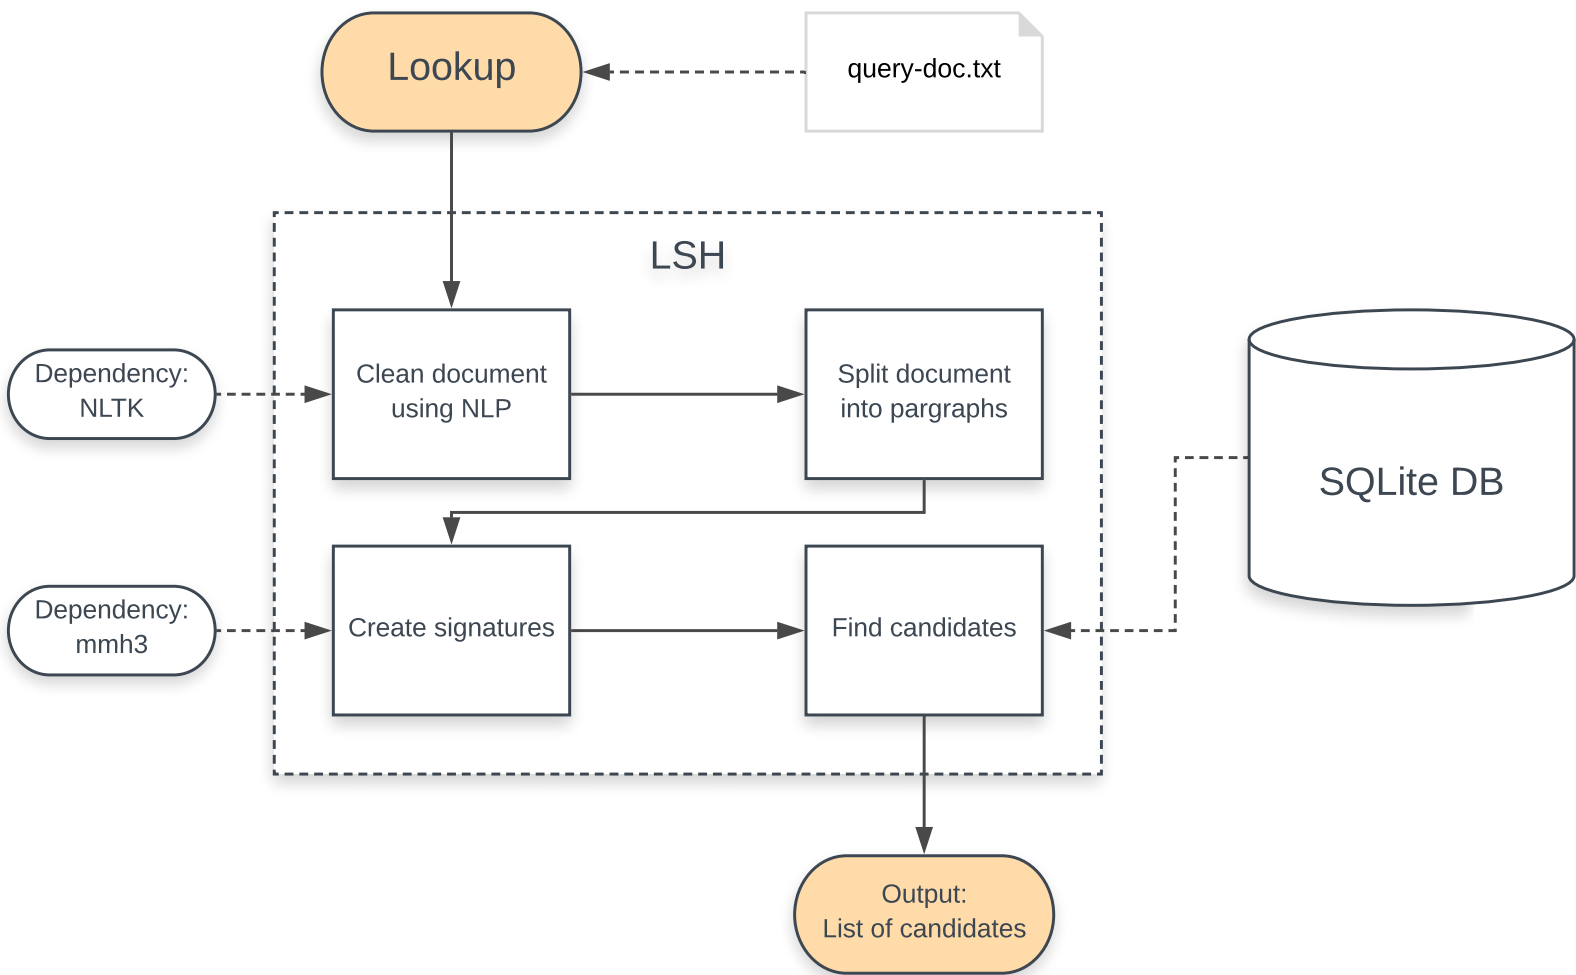 Lookup
query-doc.txt
LSH
Dependency:
NLTK
Clean document
using NLP
Split document
into pargraphs
SQLite DB
Dependency:
mmh3
Create signatures
Find candidates
Output:
List of candidates